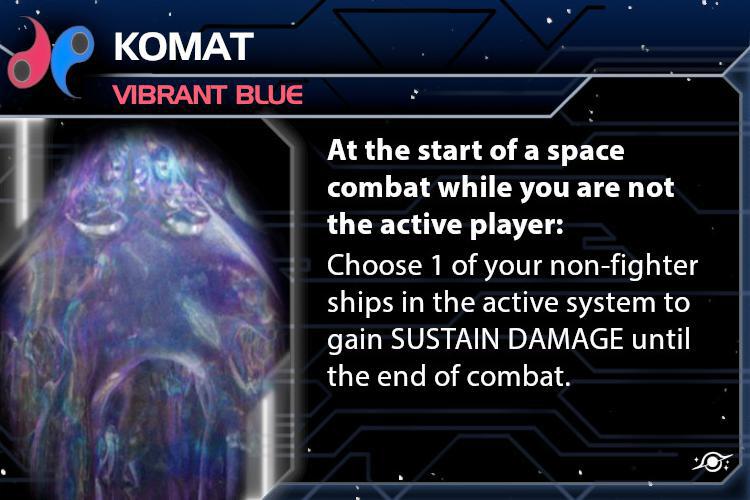 KOMAT
VIBRANT BLUE
At the start of a space
combat while you are not
the active player:
Choose 1 of your non-fighter
ships in the active system to
gain SUSTAIN DAMAGE until
the end of combat.